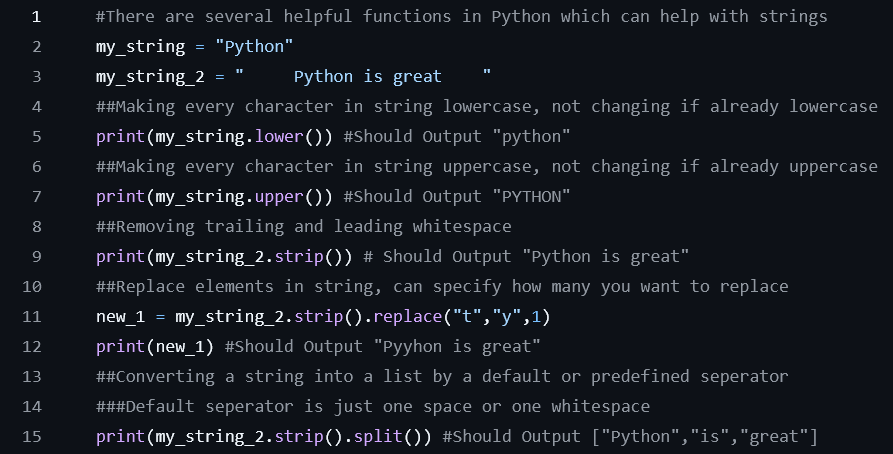 1 #There are several helpful functions in Python which can help with strings
2 my_string = "Python"
3 my_string_2 = "     Python is great    "
4 ##Making every character in string lowercase, not changing if already lowercase
5 print(my_string.lower()) #Should Output "python"
6 ##Making every character in string uppercase, not changing if already uppercase
7 print(my_string.upper()) #Should Output "PYTHON"
8 ##Removing trailing and leading whitespace
9 print(my_string_2.strip()) # Should Output "Python is great"
10 ##Replace elements in string, can specify how many you want to replace
11 new_1 = my_string_2.strip().replace("t","y",1)
12 print(new_1) #Should Output "Pyyhon is great"
13 ##Converting a string into a list by a default or predefined seperator
14 ###Default seperator is just one space or one whitespace
15 print(my_string_2.strip().split()) #Should Output ["Python","is","great"]